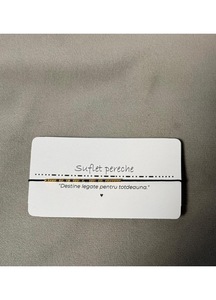 Suflet pereche
"Destine legate pentru totdeauna."